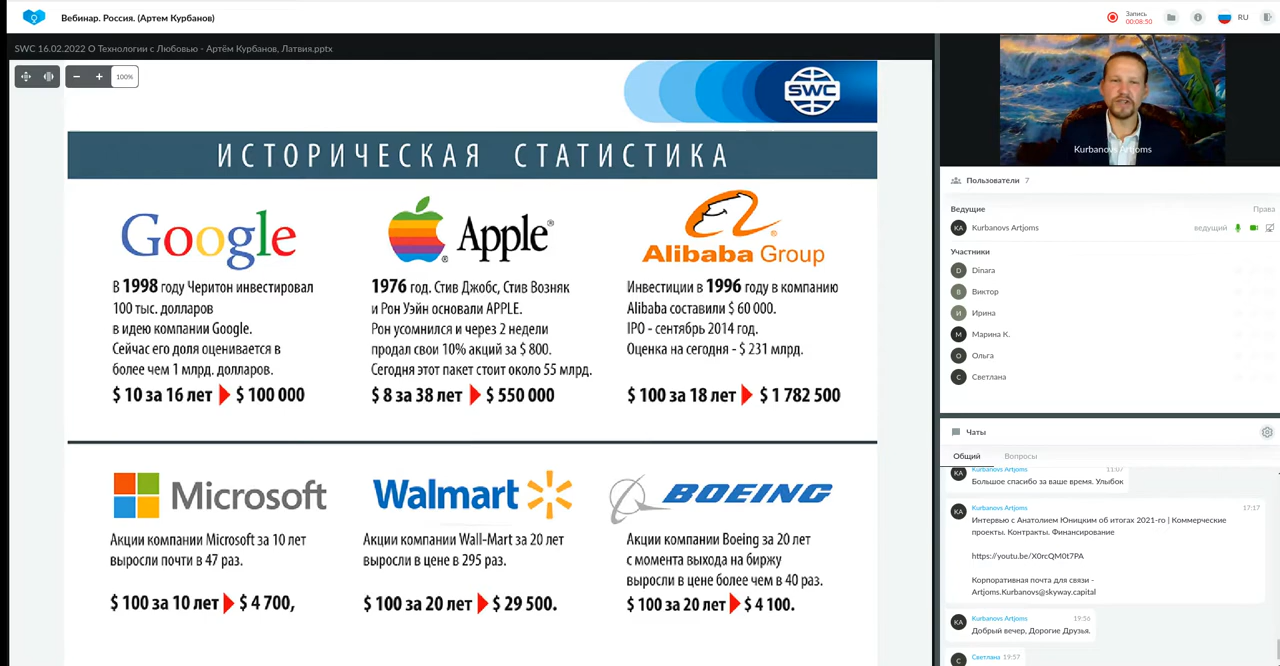 Вебинар. Россия. (Артем Курбанов)
Запись
00:08:50
RU
SWC 16.02.2022 О Технологии с Любовью - Артём Курбанов, Латвия.pptx
100%
SWC
ИСТОРИЧЕСКАЯ СТАТИСТИКА
Google
В 1998 году Черитон инвестировал
100 тыс. долларов
в идею компании Google.
Сейчас его доля оценивается в
более чем 1 млрд. долларов.
$ 10 за 16 лет $ 100 000
Apple®
1976 год. Стив Джобс, Стив Возняк
и Рон Уэйн основали APPLE.
Рон усомнился и через 2 недели
продал свои 10% акций за $ 800.
Сегодня этот пакет стоит около 55 млрд.
$ 8 за 38 лет $ 550 000
Alibaba Group
Инвестиции в 1996 году в компанию
Alibaba составили $ 60 000.
IPO - сентябрь 2014 год.
Оценка на сегодня - $ 231 млрд.
$ 100 за 18 лет $ 1 782 500
Microsoft
Акции компании Microsoft за 10 лет
выросли почти в 47 раз.
$ 100 за 10 лет $ 4 700,
Walmart
Акции компании Wall-Mart за 20 лет
выросли в цене в 295 раз.
$ 100 за 20 лет $ 29 500.
BOEING
Акции компании Boeing за 20 лет
с момента выхода на биржу
выросли в цене более чем в 40 раз.
$ 100 за 20 лет $ 4 100.
Kurbanovs Artjoms
Пользователи 7
Ведущие Права
KA Kurbanovs Artjoms ведущий
Участники
D Dinara
В Виктор
И Ирина
М Марина К.
О Ольга
С Светлана
Чаты
Общий Вопросы
KA Kurbanovs Artjoms 11:07
Большое спасибо за ваше время. Улыбок
KA Kurbanovs Artjoms 17:17
Интервью с Анатолием Юницким об итогах 2021-го | Коммерческие
проекты. Контракты. Финансирование
https://youtu.be/X0rcQM0t7PA
Корпоративная почта для связи -
Artjoms.Kurbanovs@skyway.capital
KA Kurbanovs Artjoms 19:56
Добрый вечер, Дорогие Друзья.
С Светлана 19:57